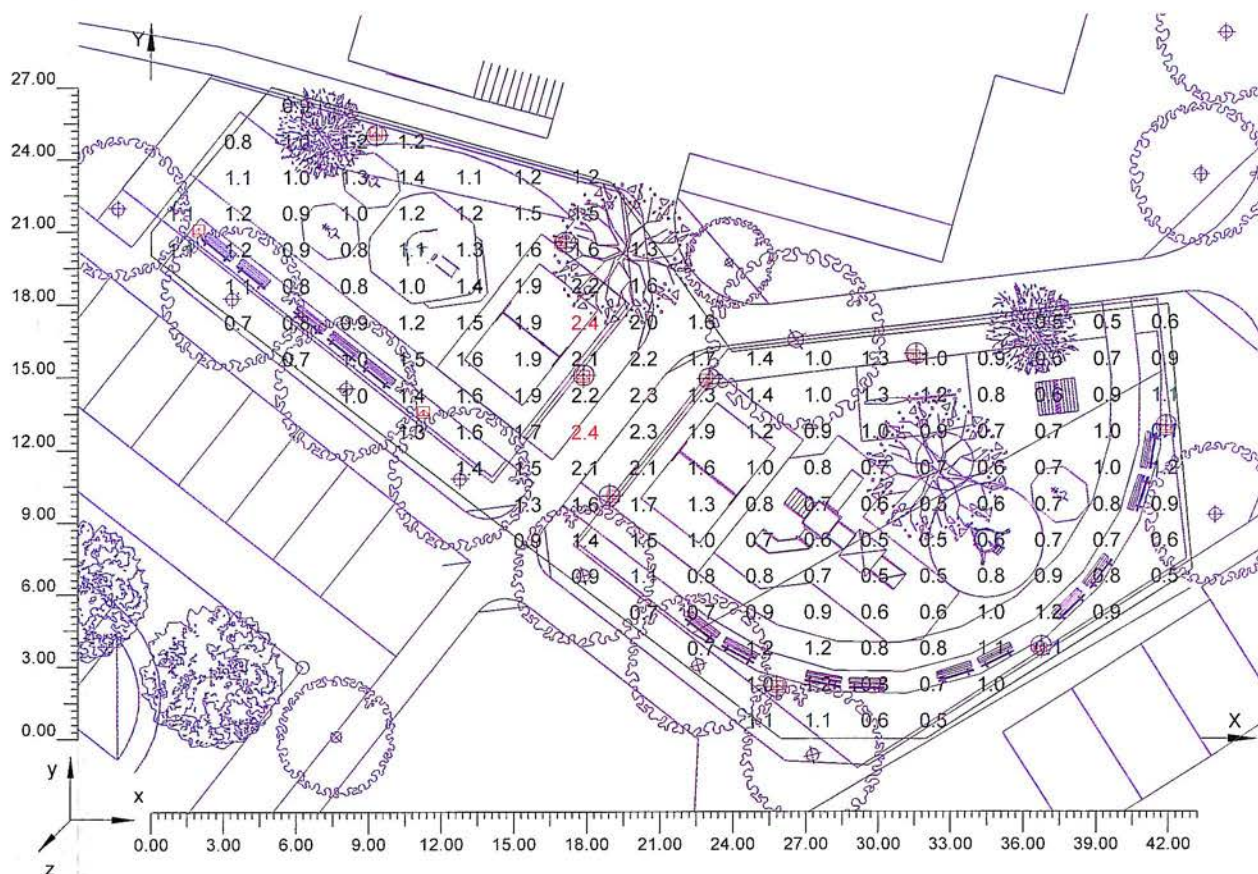 Y
27.00
0.9
24.00 0.8 1.2 1.2
1.1 1.0 1.3 1.4 1.1 1.2 1.2
21.00 1.1 1.2 0.9 1.0 1.2 1.2 1.5 1.5
1.1 1.2 0.9 0.8 1.1 1.3 1.6 1.6 1.3
18.00 1.1 0.8 0.8 1.0 1.4 1.9 2.2 1.6
0.7 0.8 0.9 1.2 1.5 1.9 2.4 2.0 1.6 0.5 0.5 0.6
0.7 1.0 1.5 1.6 1.9 2.1 2.2 1.7 1.4 1.0 1.3 1.0 0.9 0.6 0.7 0.9
15.00 1.0 1.4 1.6 1.9 2.2 2.3 1.3 1.4 1.0 1.3 1.2 0.8 0.6 0.9 1.1
12.00 1.3 1.6 1.7 2.4 2.3 1.9 1.2 0.9 1.0 0.9 0.7 0.7 1.0
1.4 1.5 2.1 2.1 1.6 1.0 0.8 0.7 0.7 0.6 0.7 1.0 1.2
9.00 1.3 1.6 1.7 1.3 0.8 0.7 0.6 0.5 0.6 0.7 0.8 0.9
0.9 1.4 1.5 1.0 0.7 0.6 0.5 0.5 0.6 0.7 0.7 0.6
6.00 0.9 1.1 0.8 0.8 0.7 0.5 0.5 0.8 0.9 0.8 0.5
0.7 0.7 0.9 0.9 0.6 0.6 1.0 1.2 0.9
3.00 0.7 1.2 1.2 0.8 0.8 1.1 1.1
1.0 1.2 0.8 0.7 1.0
0.00 1.1 1.1 0.6 0.5 X
y
x
z
0.00 3.00 6.00 9.00 12.00 15.00 18.00 21.00 24.00 27.00 30.00 33.00 36.00 39.00 42.00